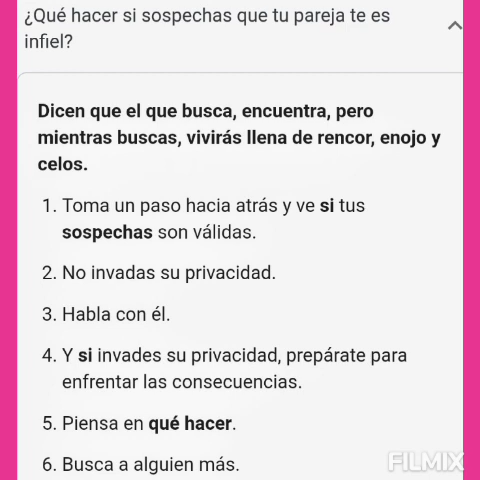 ¿Qué hacer si sospechas que tu pareja te es
infiel?
Dicen que el que busca, encuentra, pero
mientras buscas, vivirás llena de rencor, enojo y
celos.
1. Toma un paso hacia atrás y ve si tus
sospechas son válidas.
2. No invadas su privacidad.
3. Habla con él.
4. Y si invades su privacidad, prepárate para
enfrentar las consecuencias.
5. Piensa en qué hacer.
6. Busca a alguien más.
FILMIX